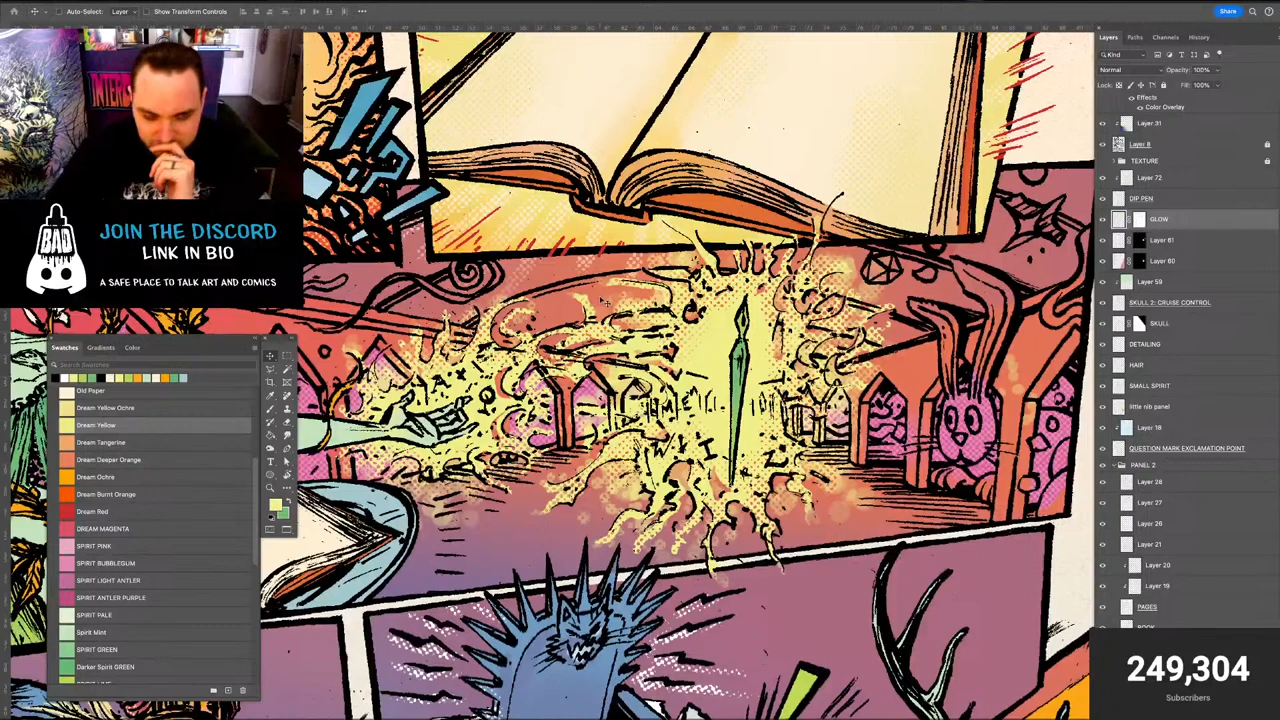 Auto-Select:
Layer
Show Transform Controls
Share
INTER
JOIN THE DISCORD
LINK IN BIO
A SAFE PLACE TO TALK ART AND COMICS
BAD
Swatches
Gradients
Color
Search Swatches
Old Paper
Dream Yellow Ochre
Dream Yellow
Dream Tangerine
Dream Deeper Orange
Dream Ochre
Dream Burnt Orange
Dream Red
DREAM MAGENTA
SPIRIT PINK
SPIRIT BUBBLEGUM
SPIRIT LIGHT ANTLER
SPIRIT ANTLER PURPLE
SPIRIT PALE
Spirit Mint
SPIRIT GREEN
Darker Spirit GREEN
Layers
Paths
Channels
History
Kind
Normal
Opacity: 100%
Lock:
Fill: 100%
Effects
Color Overlay
Layer 31
Layer 8
TEXTURE
Layer 72
DIP PEN
GLOW
Layer 61
Layer 60
Layer 59
SKULL 2: CRUISE CONTROL
SKULL
DETAILING
HAIR
SMALL SPIRIT
little nib panel
Layer 18
QUESTION MARK EXCLAMATION POINT
PANEL 2
Layer 28
Layer 27
Layer 26
Layer 21
Layer 20
Layer 19
PAGES
249,304
Subscribers